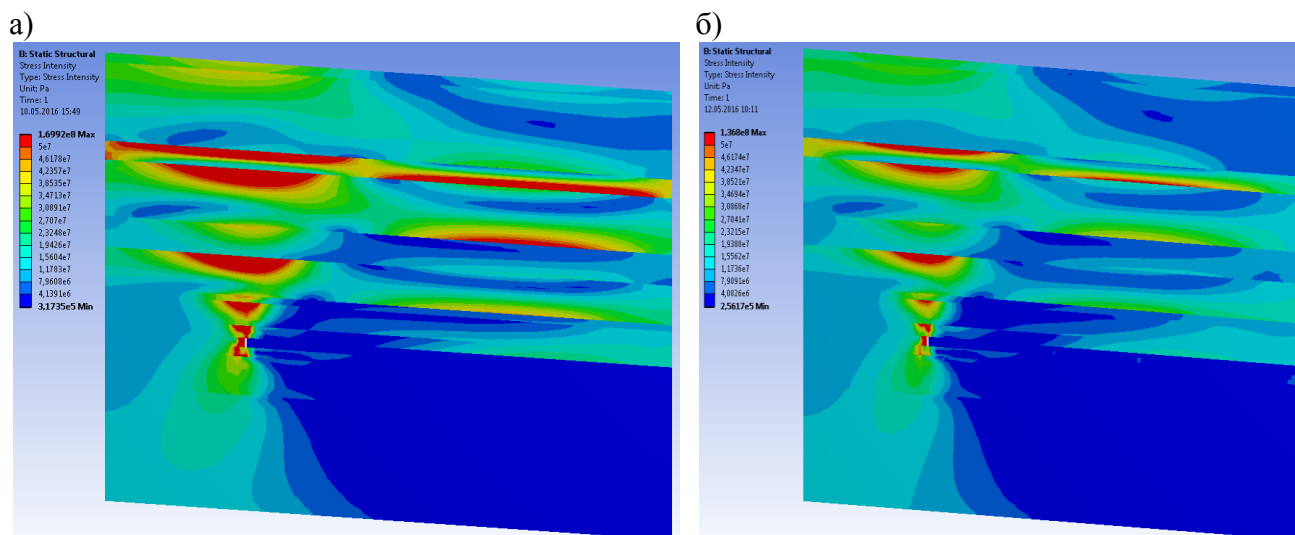 а)
B: Static Structural
Stress Intensity
Type: Stress Intensity
Unit: Pa
Time: 1
10.05.2016 15:49
1,6992e8 Max
5e7
4,6178e7
4,2357e7
3,8535e7
3,4713e7
3,0891e7
2,707e7
2,3248e7
1,9426e7
1,5604e7
1,1783e7
7,9608e6
4,1391e6
3,1735e5 Min
б)
B: Static Structural
Stress Intensity
Type: Stress Intensity
Unit: Pa
Time: 1
12.05.2016 10:11
1,368e8 Max
5e7
4,6174e7
4,2347e7
3,8521e7
3,4694e7
3,0868e7
2,7041e7
2,3215e7
1,9388e7
1,5562e7
1,1736e7
7,9091e6
4,0826e6
2,5617e5 Min